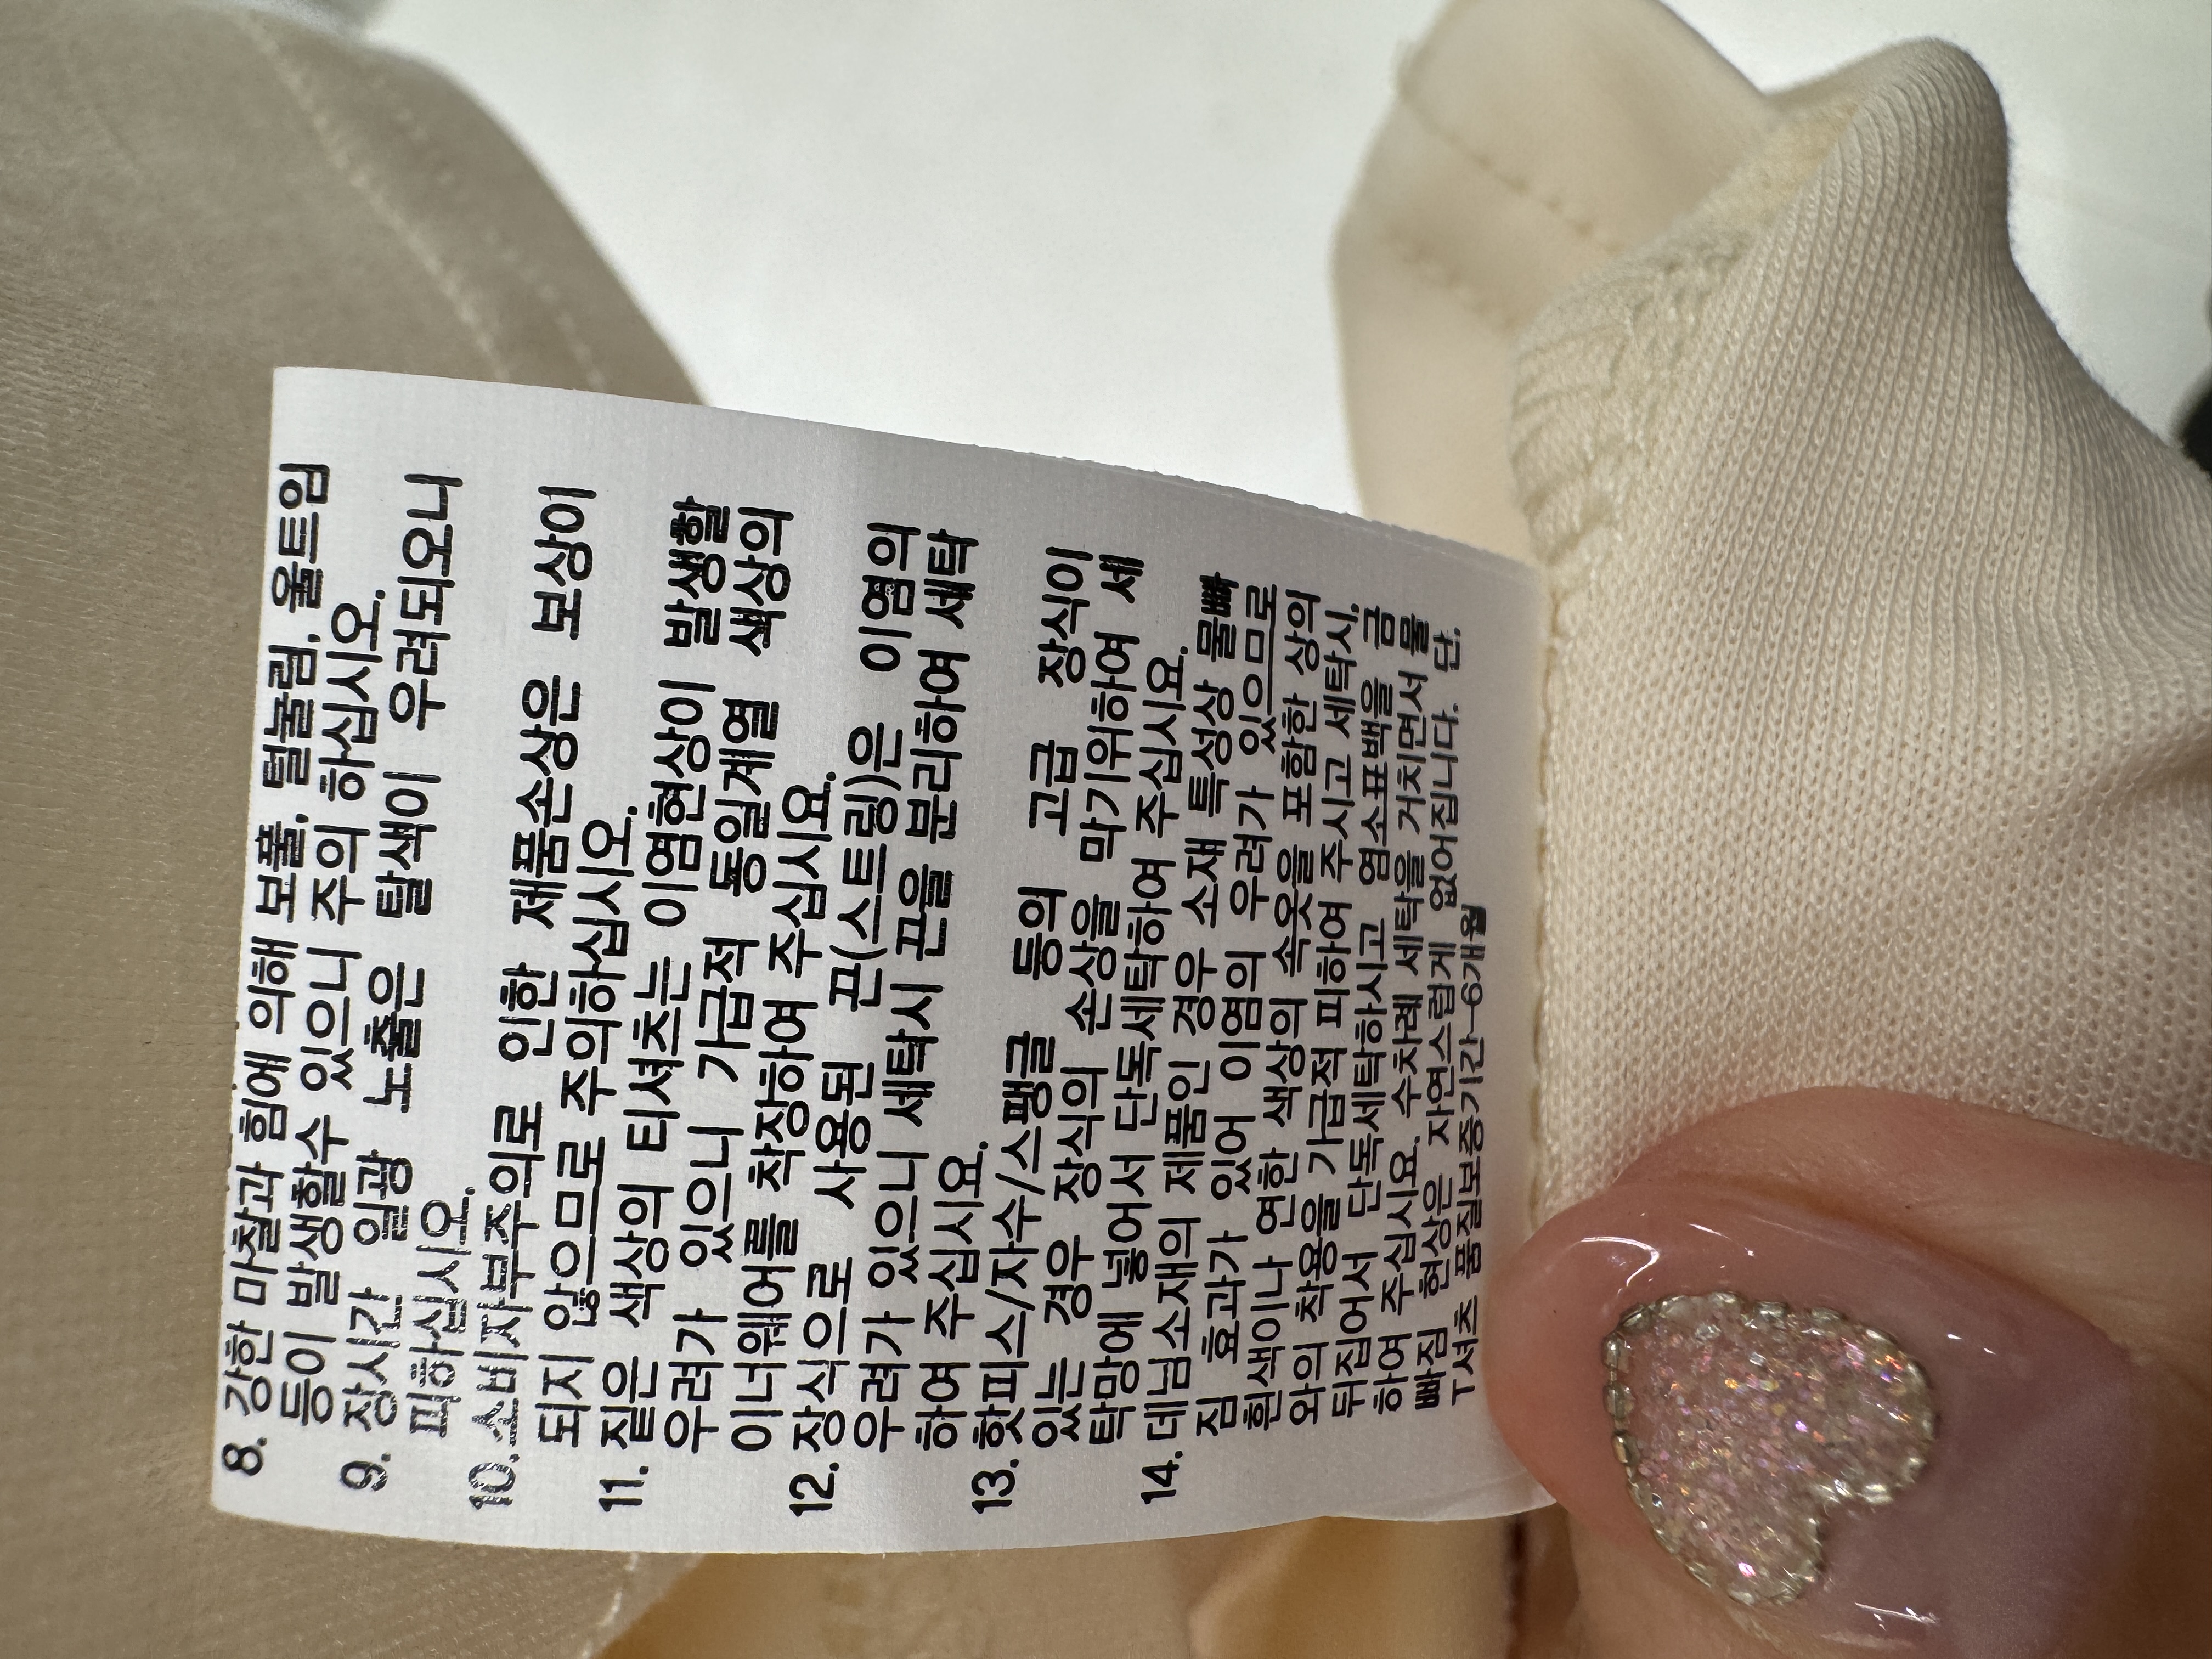 8. 강한 마찰과 힘에 의해 보풀, 털눌림, 올트임
등이 발생할수 있으니 주의 하십시오.
9. 장시간 일광 노출은 탈색이 우려되오니
피하십시오.
10. 소비자부주의로 인한 제품손상은 보상이
되지 않으므로 주의하십시오.
11. 짙은 색상의 티셔츠는 이염현상이 발생할
우려가 있으니 가급적 동일계열 색상의
이너웨어를 착장하여 주십시요.
12. 장식으로 사용된 끈(스트링)은 이염의
우려가 있으니 세탁시 끈을 분리하여 세탁
하여 주십시요.
13. 핫피스/자수/스팽글 등의 고급 장식이
있는 경우 장식의 손상을 막기위하여 세
탁망에 넣어서 단독세탁하여 주십시요.
14. 데님소재의 제품인 경우 소재 특성상 물빠
짐 효과가 있어 이염의 우려가 있으므로
흰색이나 연한 색상의 속옷을 포함한 상의
와의 착용을 가급적 피하여 주시고 세탁시,
뒤집어서 단독세탁하시고 염소표백을 금
하여 주십시요. 수차례 세탁을 거치면서 물
빠짐 현상은 자연스럽게 없어집니다. 단,
T셔츠 품질보증기간-6개월